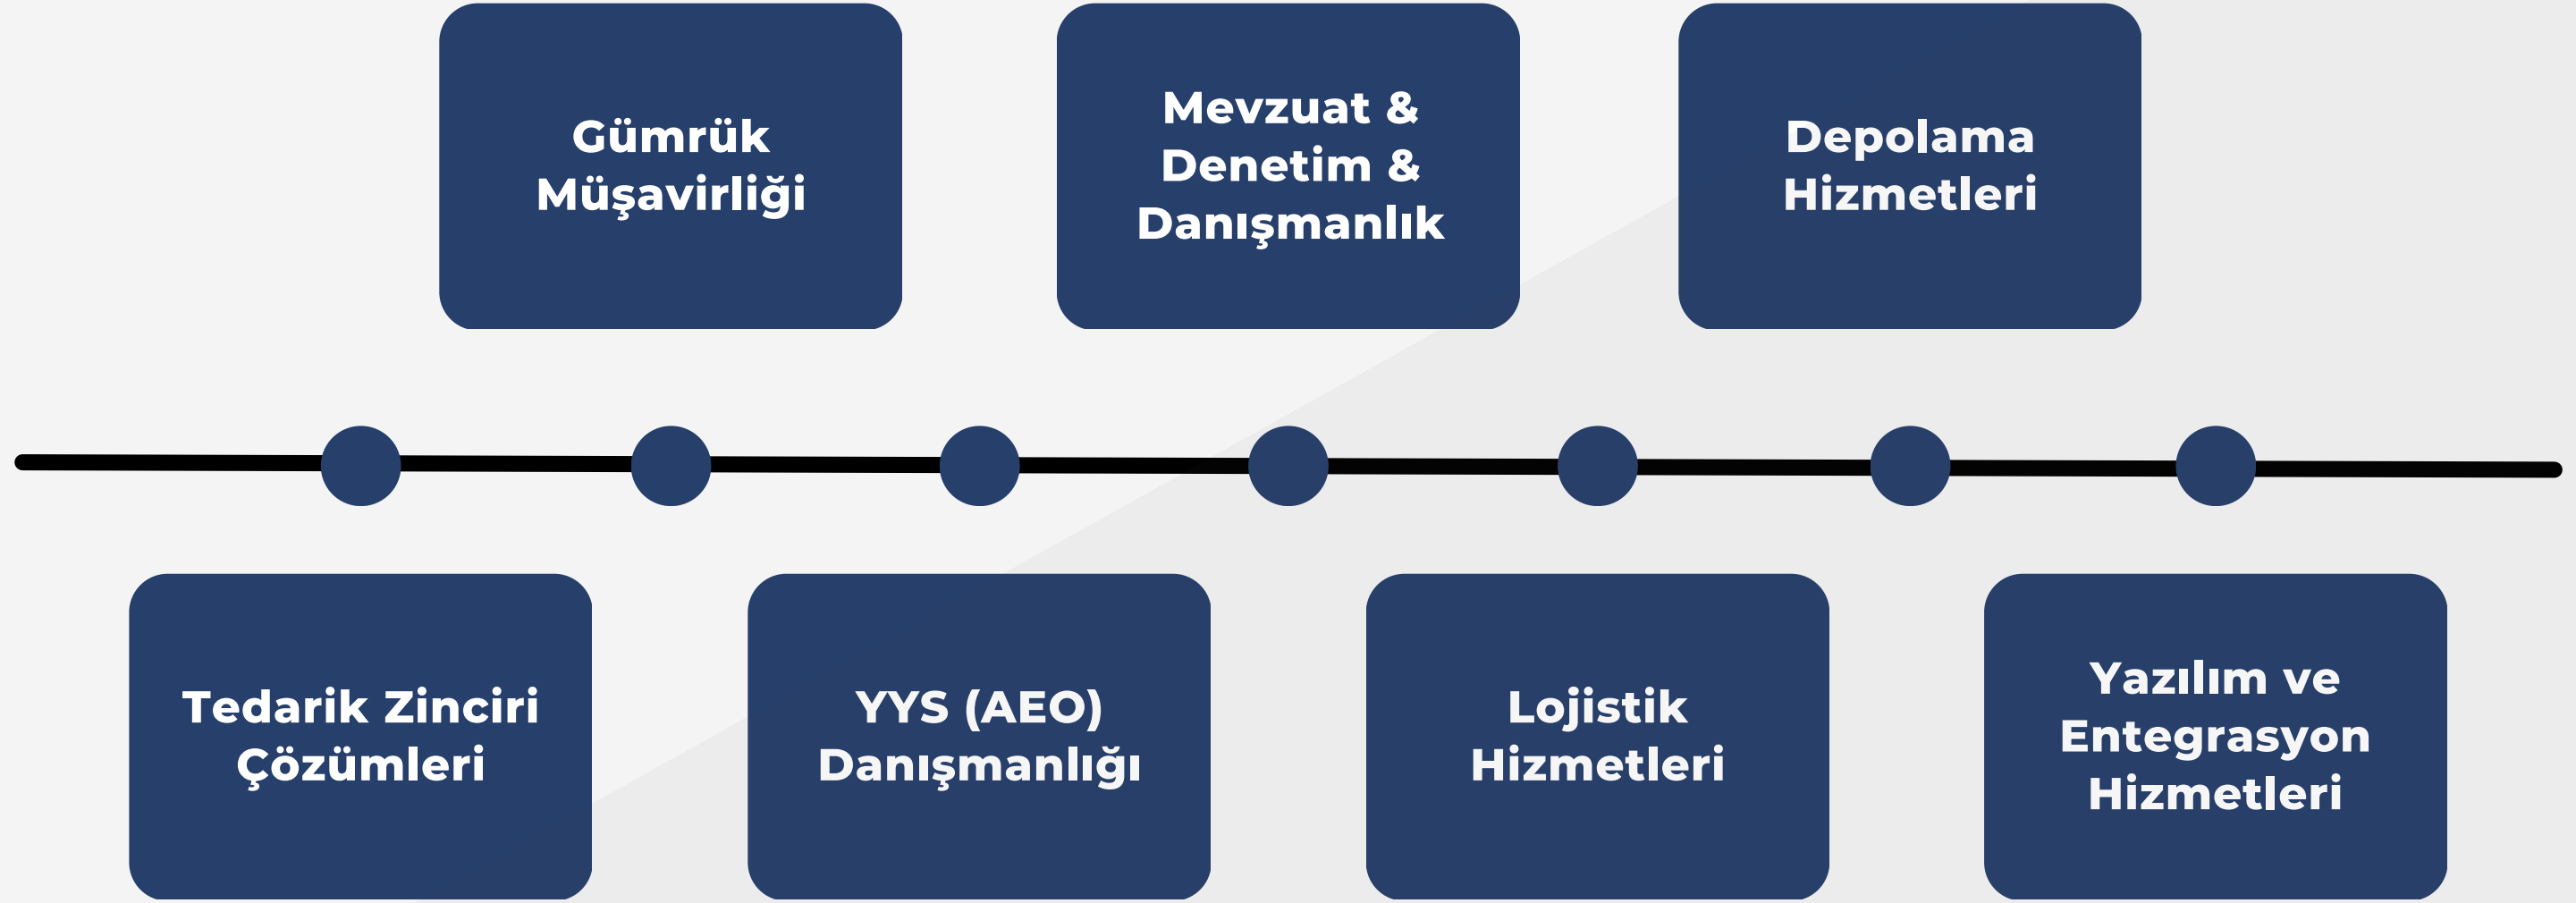 Gümrük
Müşavirliği
Mevzuat &
Denetim &
Danışmanlık
Depolama
Hizmetleri
Tedarik Zinciri
Çözümleri
YYS (AEO)
Danışmanlığı
Lojistik
Hizmetleri
Yazılım ve
Entegrasyon
Hizmetleri